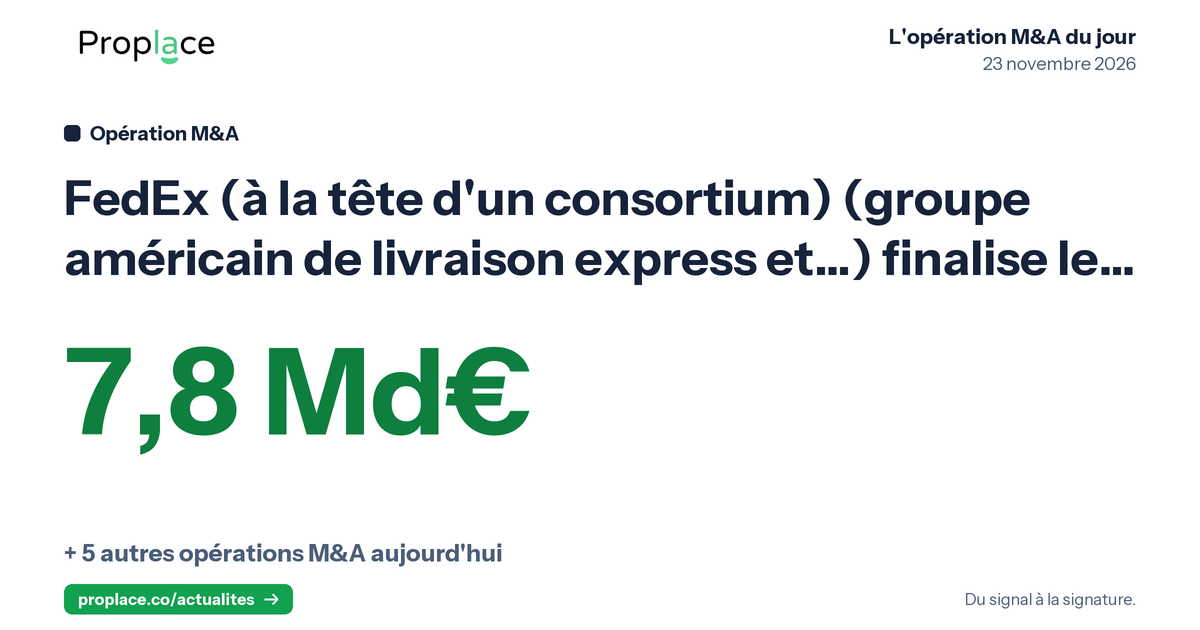 Proplace
L'opération M&A du jour
23 novembre 2026
Opération M&A
FedEx (à la tête d'un consortium) (groupe
américain de livraison express et...) finalise le...
7,8 Md€
+ 5 autres opérations M&A aujourd'hui
proplace.co/actualites →
Du signal à la signature.